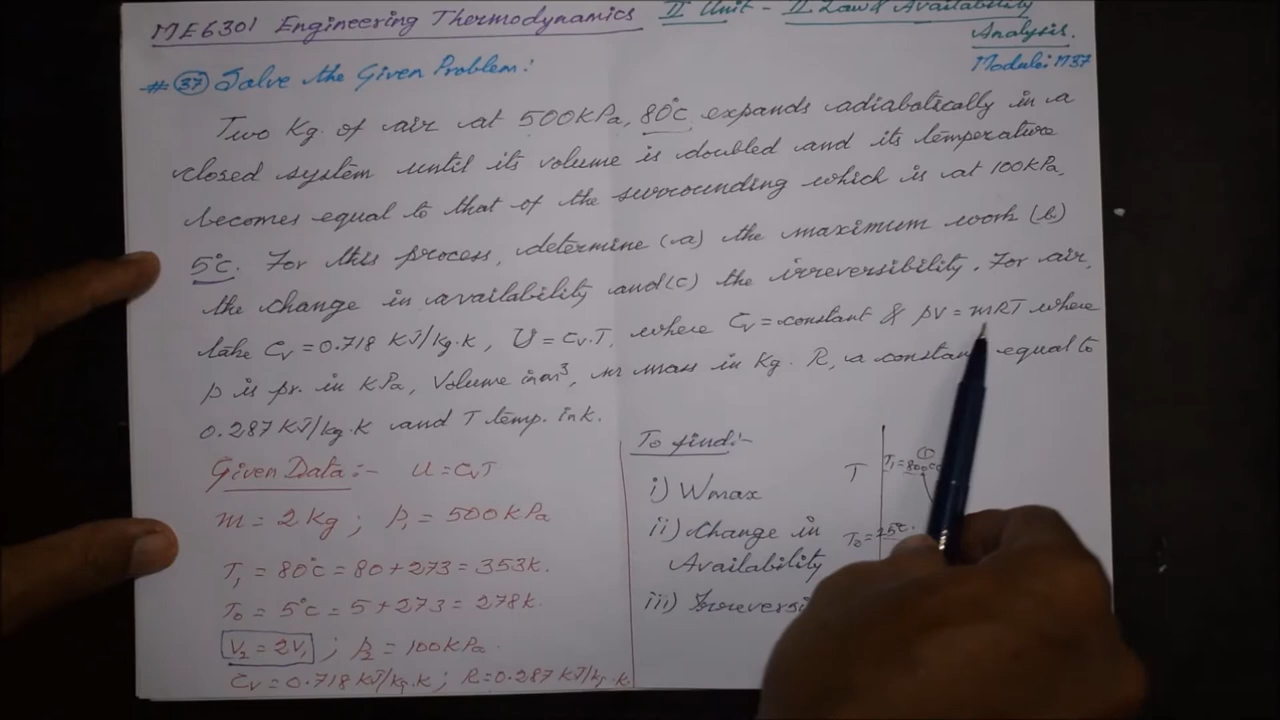 ME6301 Engineering Thermodynamics II Unit - II Law & Availability
Analysis.
Module: M37
# 37 Solve the Given Problem:
Two Kg. of air at 500KPa, 80°c expands adiabatically in a
closed system until its volume is doubled and its temperature
becomes equal to that of the surrounding which is at 100KPa,
5°c. For this process, determine (a) the maximum work (b)
the change in availability and (c) the irreversibility. For air,
take Cv = 0.718 KJ/kg.K, U = Cv.T, where Cv = constant & pv = mRT where
p is pr. in KPa, Volume in m³, m mass in Kg. R, a constant equal to
0.287 KJ/kg.K and T temp. in K.
Given Data:- u = CvT
m = 2 Kg ; p1 = 500KPa
T1 = 80°c = 80+273 = 353K.
T0 = 5°c = 5+273 = 278K.
V2 = 2V1 ; p2 = 100KPa
Cv = 0.718 KJ/kg.K ; R = 0.287 KJ/kg.K.
To find:-
i) Wmax
ii) Change in
Availability
iii)
T
1
T1 =
T0 =